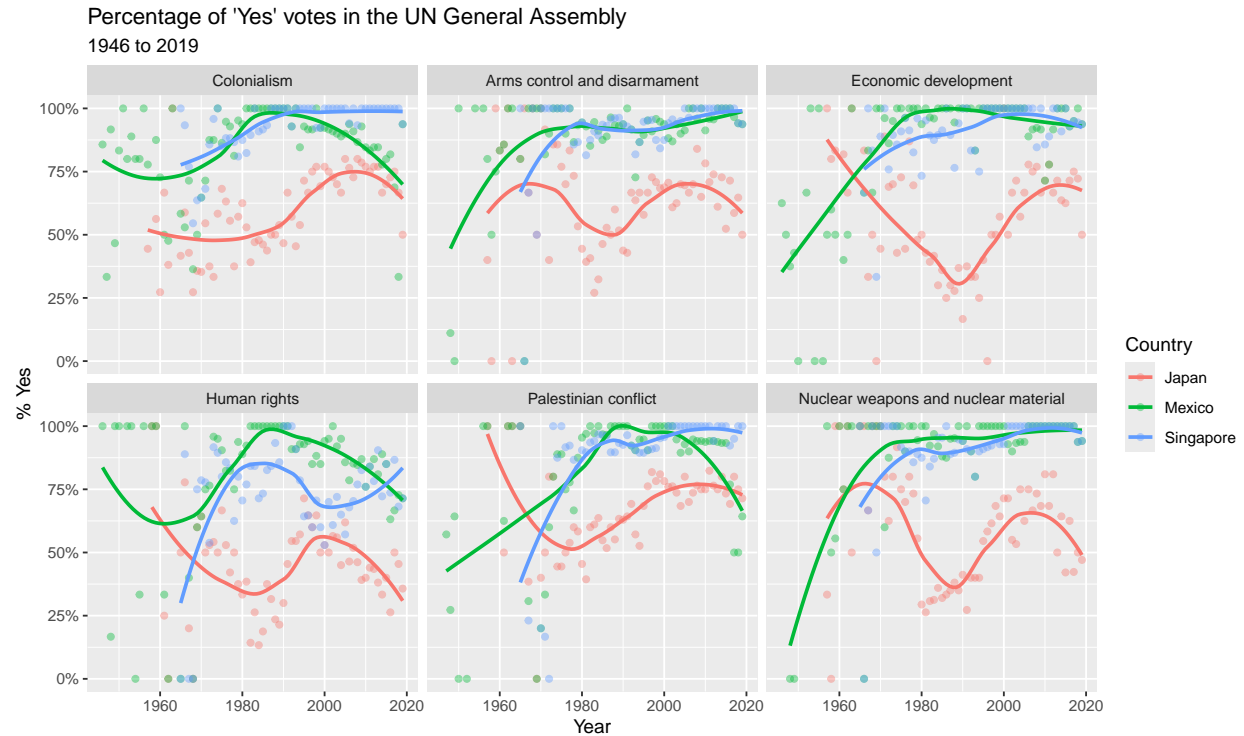 Percentage of 'Yes' votes in the UN General Assembly
1946 to 2019
Colonialism
Arms control and disarmament
Economic development
100%
75%
50%
25%
0%
Human rights
Palestinian conflict
Nuclear weapons and nuclear material
100%
75%
50%
25%
0%
1960 1980 2000 2020
1960 1980 2000 2020
1960 1980 2000 2020
% Yes
Year
Country
Japan
Mexico
Singapore